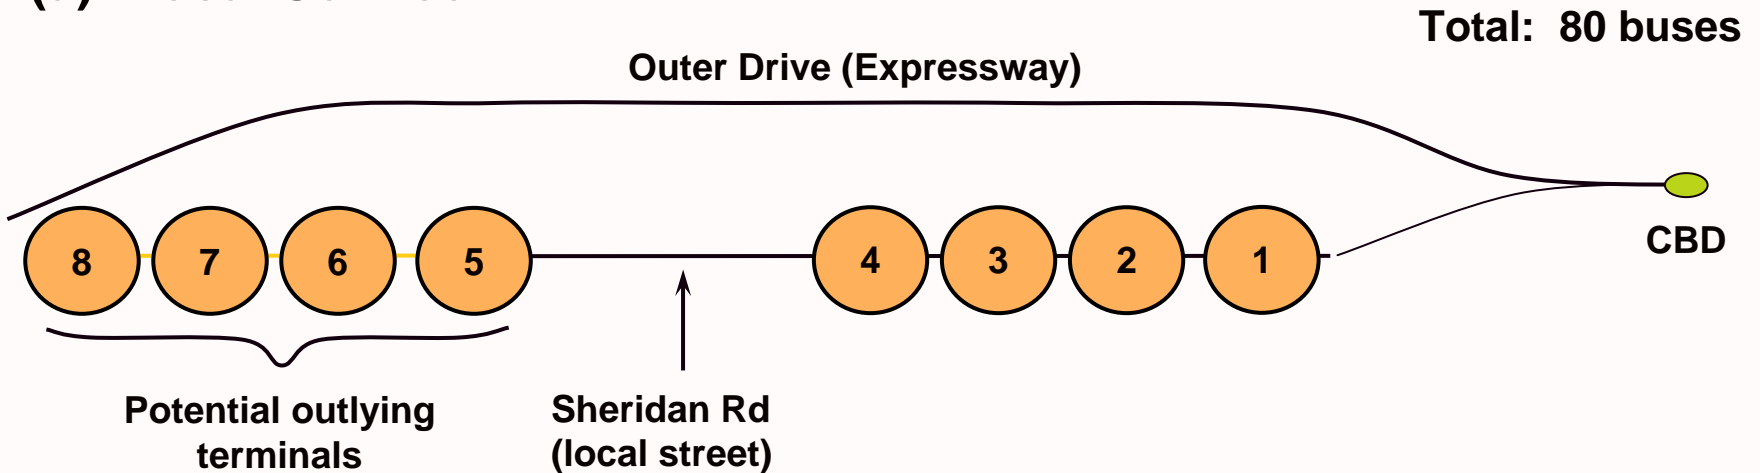 Total: 80 buses
Outer Drive (Expressway)
8 7 6 5 4 3 2 1
CBD
Potential outlying
terminals
Sheridan Rd
(local street)